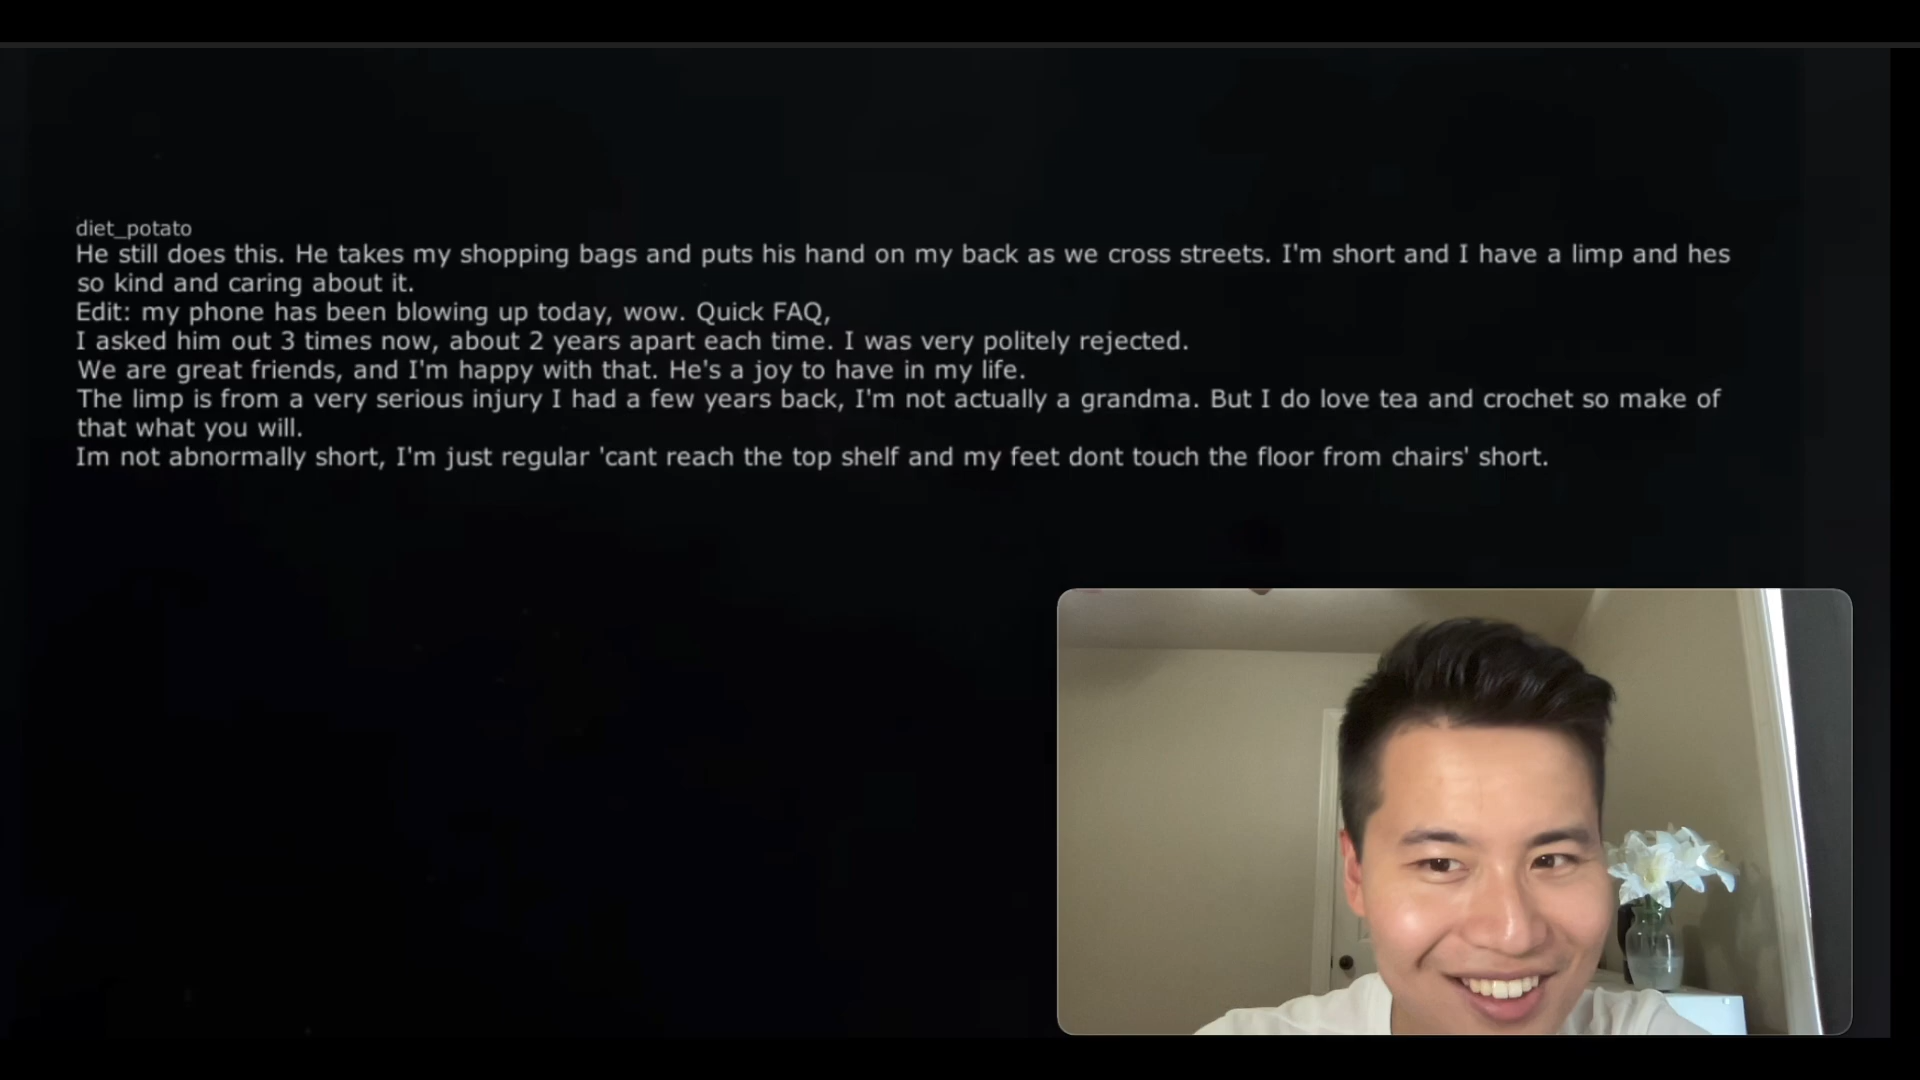 diet_potato
He still does this. He takes my shopping bags and puts his hand on my back as we cross streets. I'm short and I have a limp and hes
so kind and caring about it.
Edit: my phone has been blowing up today, wow. Quick FAQ,
I asked him out 3 times now, about 2 years apart each time. I was very politely rejected.
We are great friends, and I'm happy with that. He's a joy to have in my life.
The limp is from a very serious injury I had a few years back, I'm not actually a grandma. But I do love tea and crochet so make of
that what you will.
Im not abnormally short, I'm just regular 'cant reach the top shelf and my feet dont touch the floor from chairs' short.